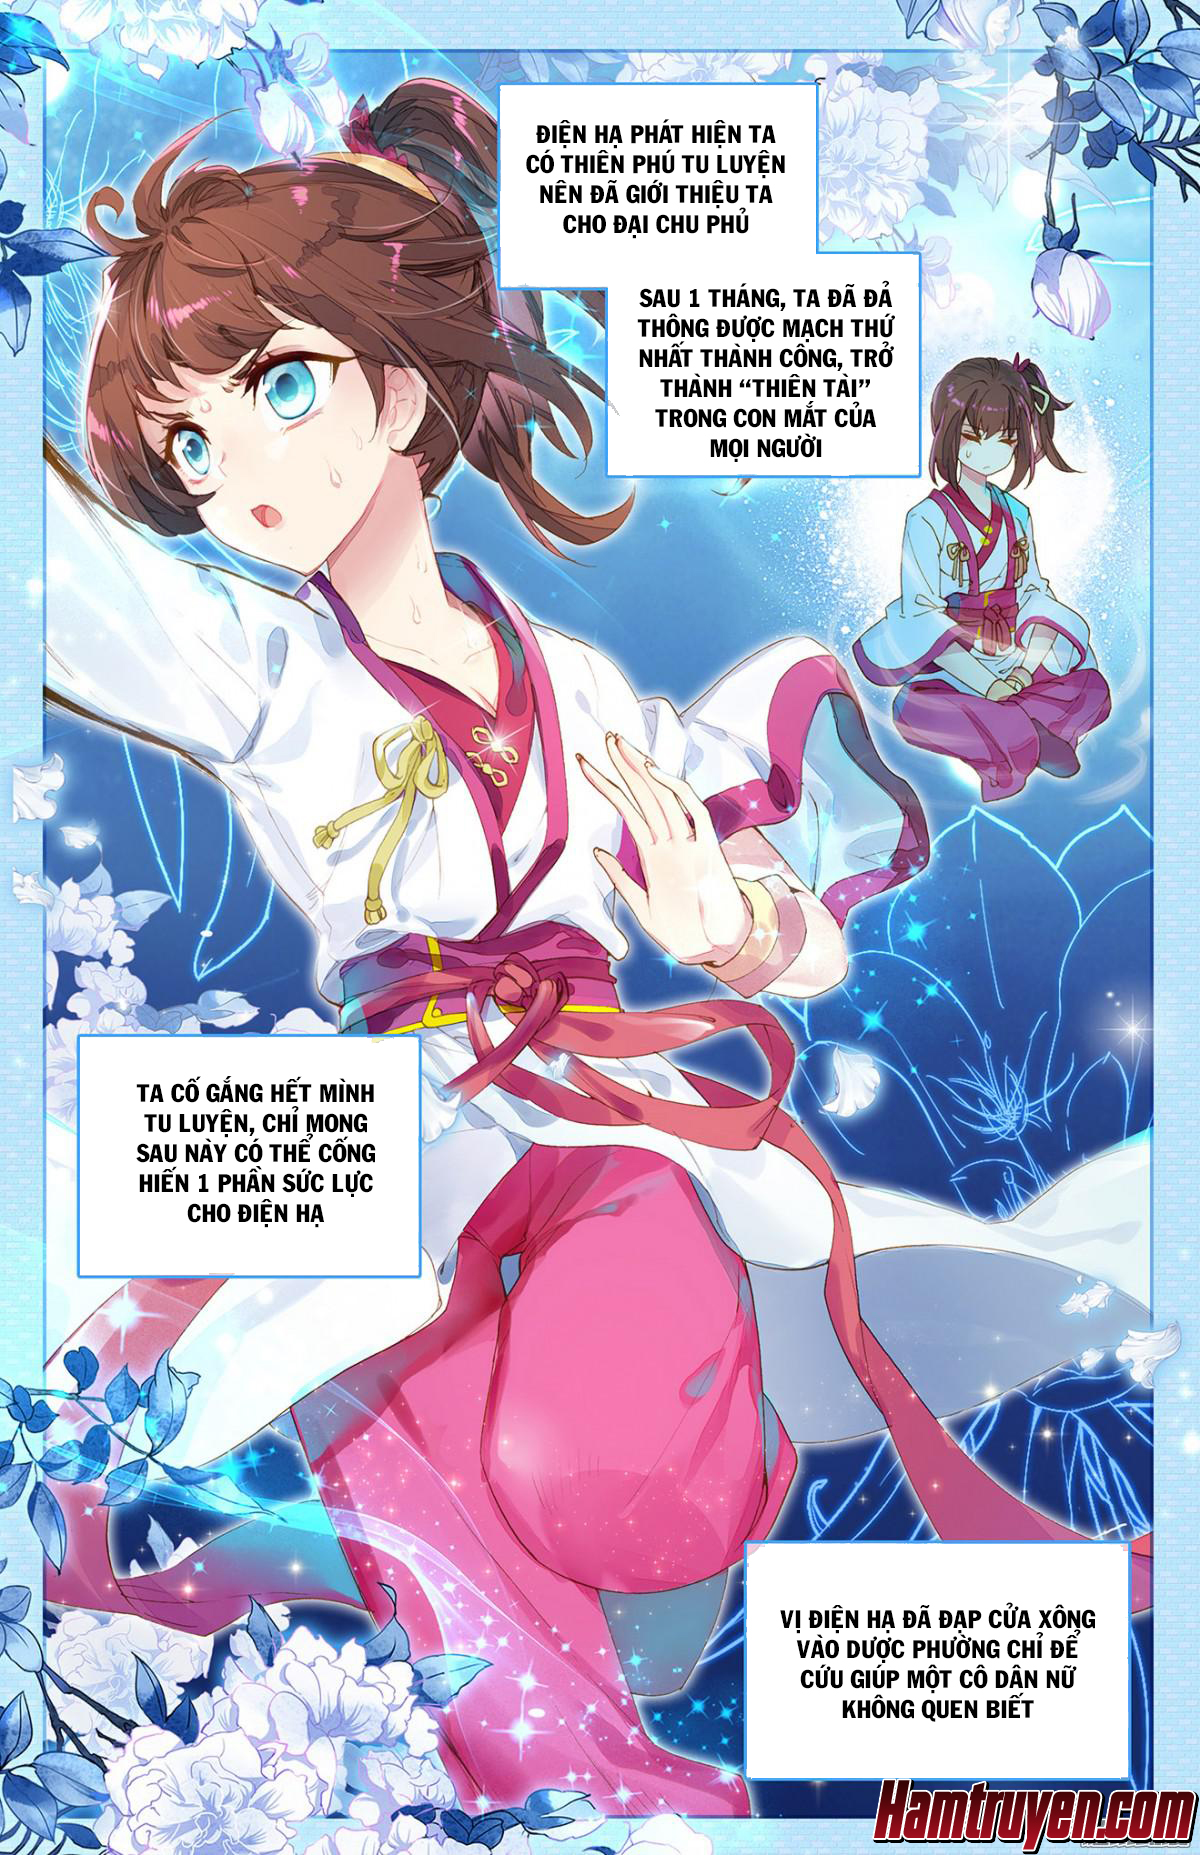 ĐIỆN HẠ PHÁT HIỆN TA
CÓ THIÊN PHÚ TU LUYỆN
NÊN ĐÃ GIỚI THIỆU TA
CHO ĐẠI CHU PHỦ
SAU 1 THÁNG, TA ĐÃ ĐẢ
THÔNG ĐƯỢC MẠCH THỨ
NHẤT THÀNH CÔNG, TRỞ
THÀNH “THIÊN TÀI”
TRONG CON MẮT CỦA
MỌI NGƯỜI
TA CỐ GẮNG HẾT MÌNH
TU LUYỆN, CHỈ MONG
SAU NÀY CÓ THỂ CỐNG
HIẾN 1 PHẦN SỨC LỰC
CHO ĐIỆN HẠ
VỊ ĐIỆN HẠ ĐÃ ĐẠP CỬA XÔNG
VÀO DƯỢC PHƯỜNG CHỈ ĐỂ
CỨU GIÚP MỘT CÔ DÂN NỮ
KHÔNG QUEN BIẾT
Hamtruyen.com